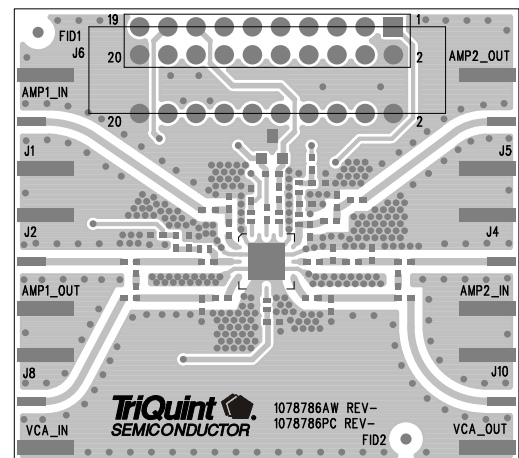 19 1
FID1
J6 20 2
AMP2_OUT
AMP1_IN
20 2
J1 J5
J2 J4
AMP1_OUT AMP2_IN
J8 J10
TriQuint
SEMICONDUCTOR
1078786AW REV-
1078786PC REV-
FID2
VCA_IN VCA_OUT